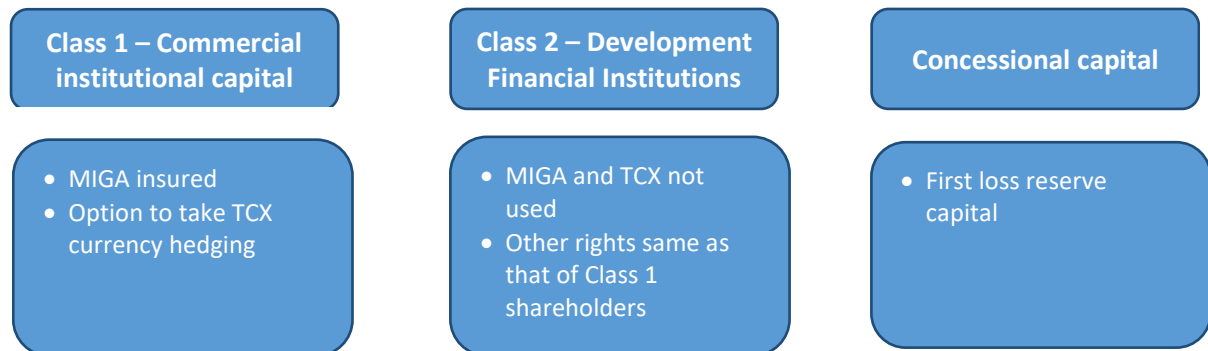 Class 1 – Commercial
institutional capital
• MIGA insured
• Option to take TCX
currency hedging
Class 2 – Development
Financial Institutions
• MIGA and TCX not
used
• Other rights same as
that of Class 1
shareholders
Concessional capital
• First loss reserve
capital